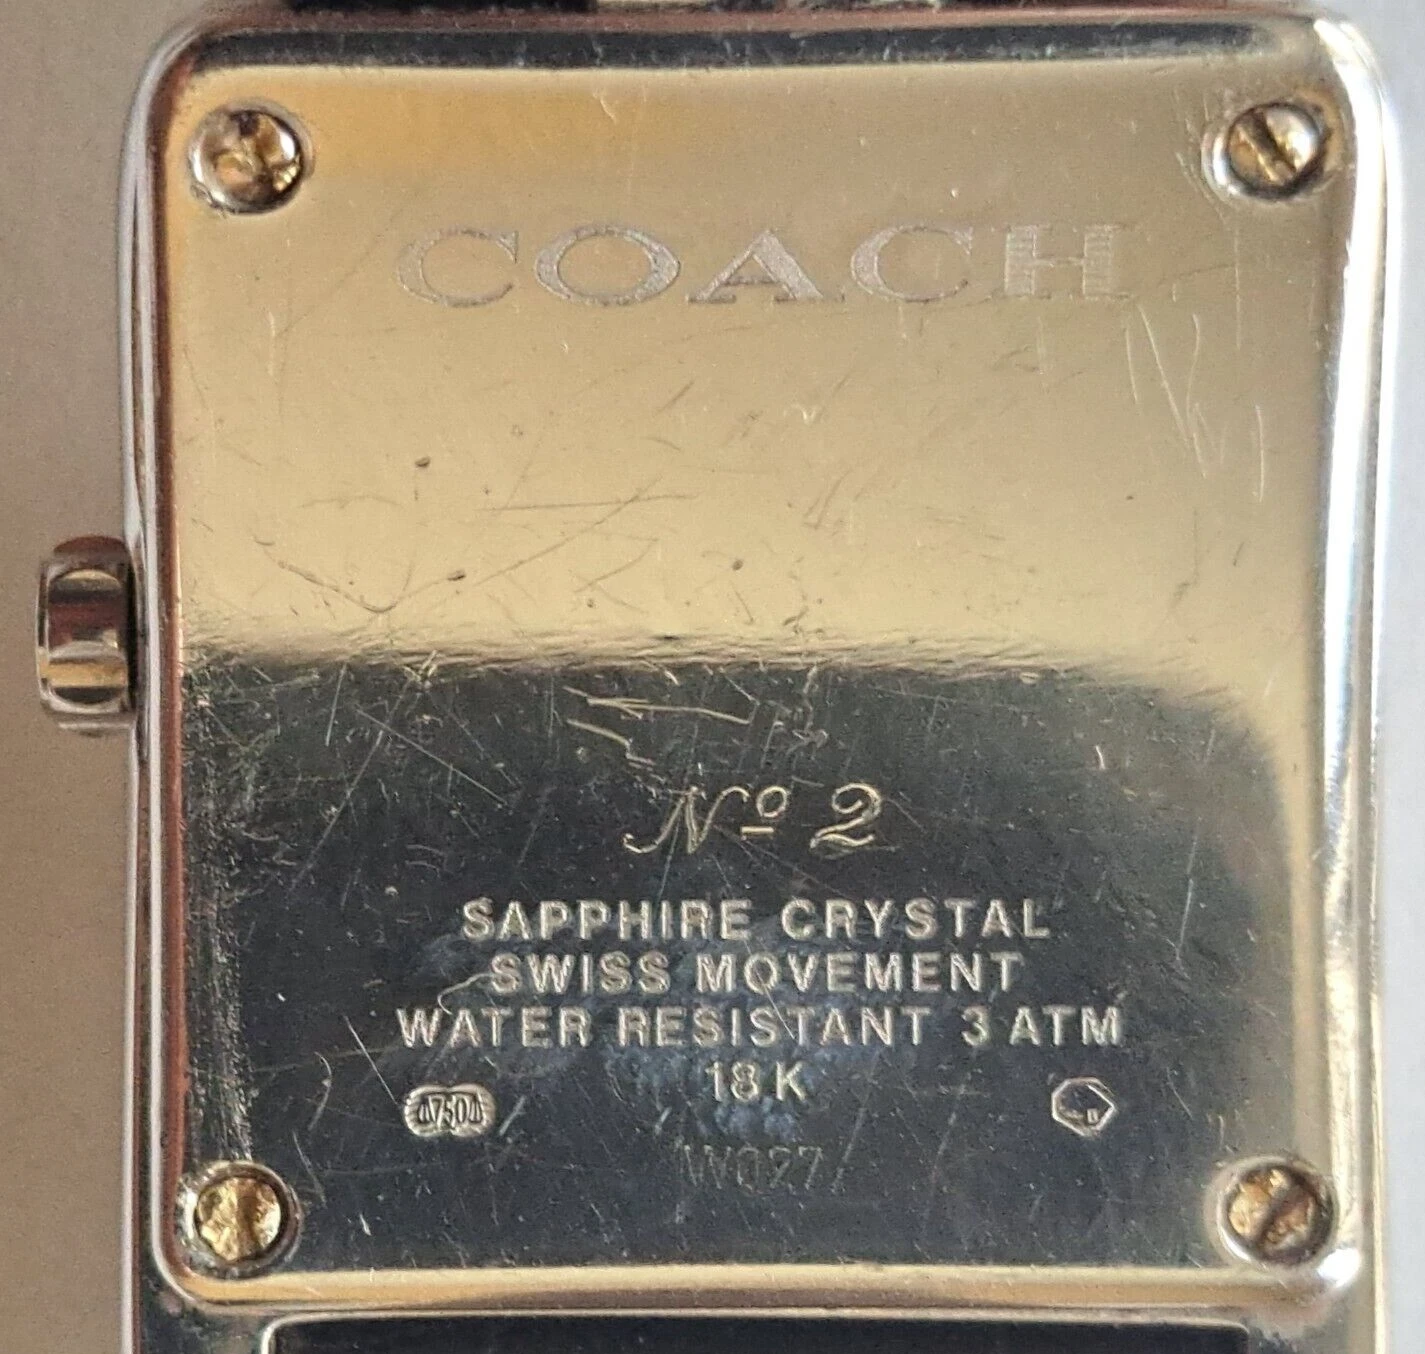 COACH
Nº 2
SAPPHIRE CRYSTAL
SWISS MOVEMENT
WATER RESISTANT 3 ATM
18K
750
W027